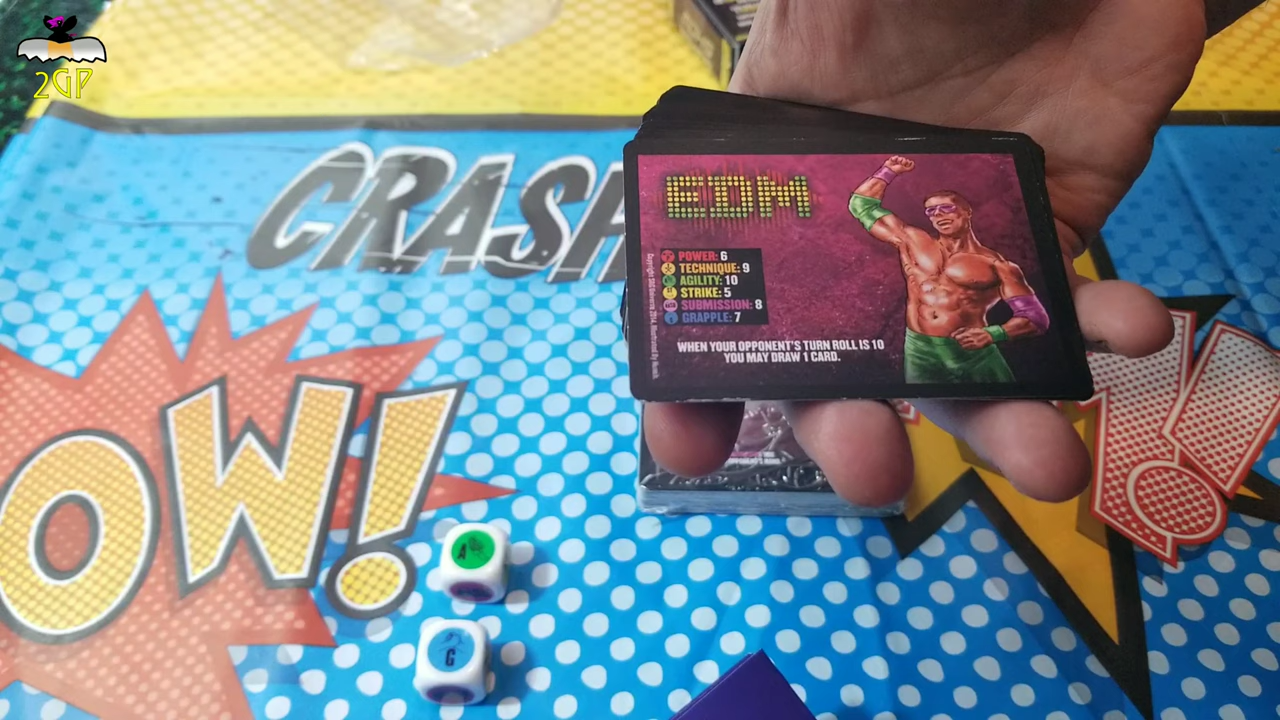 2GP
CRASH
EDM
POWER: 6
TECHNIQUE: 9
AGILITY: 10
STRIKE: 5
SUBMISSION: 8
GRAPPLE: 7
WHEN YOUR OPPONENT'S TURN ROLL IS 10
YOU MAY DRAW 1 CARD.
OW!
A
G